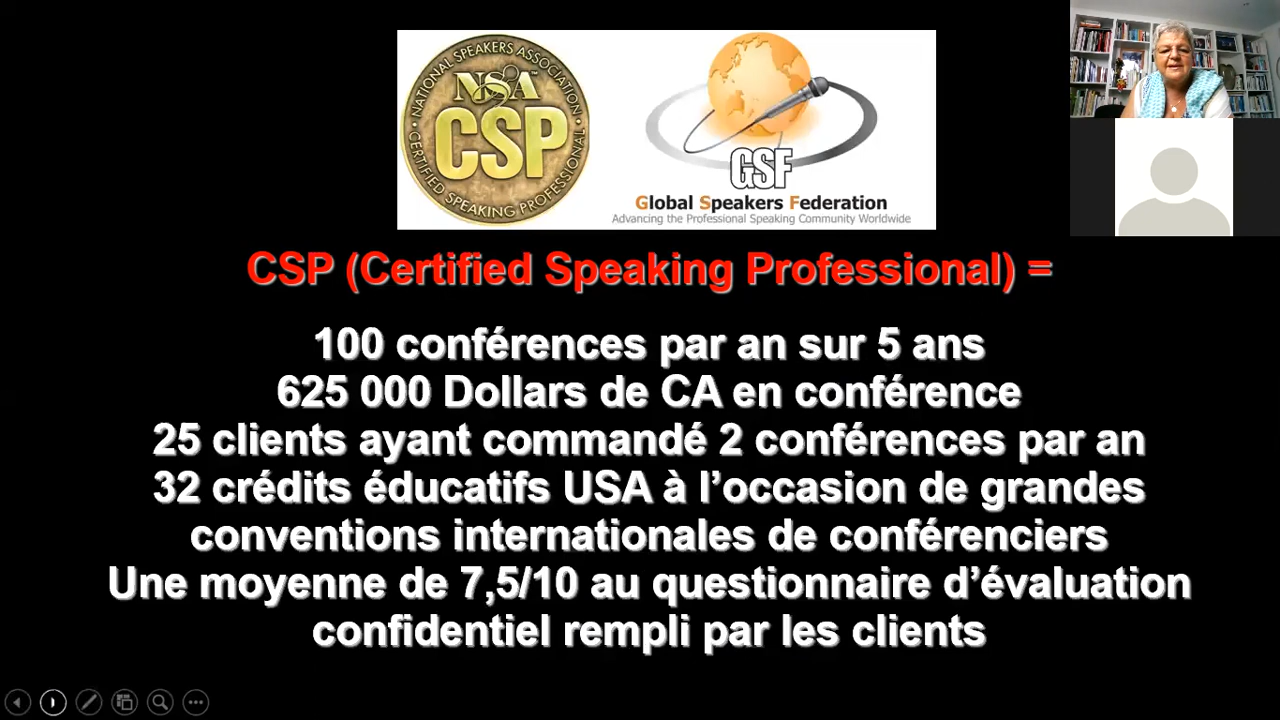 NATIONAL SPEAKERS ASSOCIATION
NSA
CSP
CERTIFIED SPEAKING PROFESSIONAL
GSF
Global Speakers Federation
Advancing the Professional Speaking Community Worldwide
CSP (Certified Speaking Professional) =
100 conférences par an sur 5 ans
625 000 Dollars de CA en conférence
25 clients ayant commandé 2 conférences par an
32 crédits éducatifs USA à l’occasion de grandes
conventions internationales de conférenciers
Une moyenne de 7,5/10 au questionnaire d’évaluation
confidentiel rempli par les clients